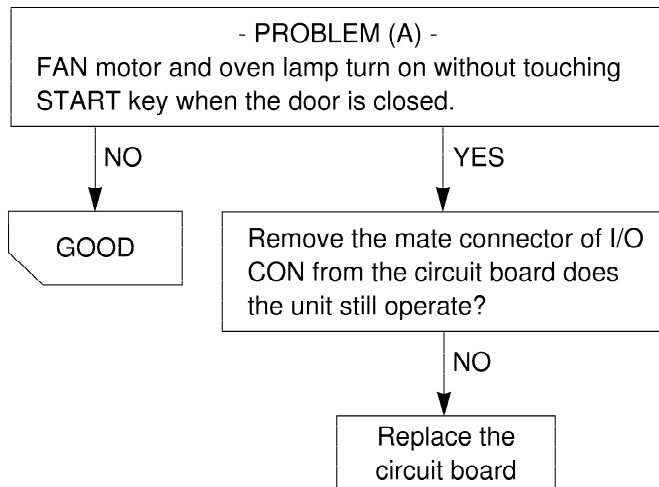 - PROBLEM (A) -
FAN motor and oven lamp turn on without touching
START key when the door is closed.
NO
YES
GOOD
Remove the mate connector of I/O
CON from the circuit board does
the unit still operate?
NO
Replace the
circuit board